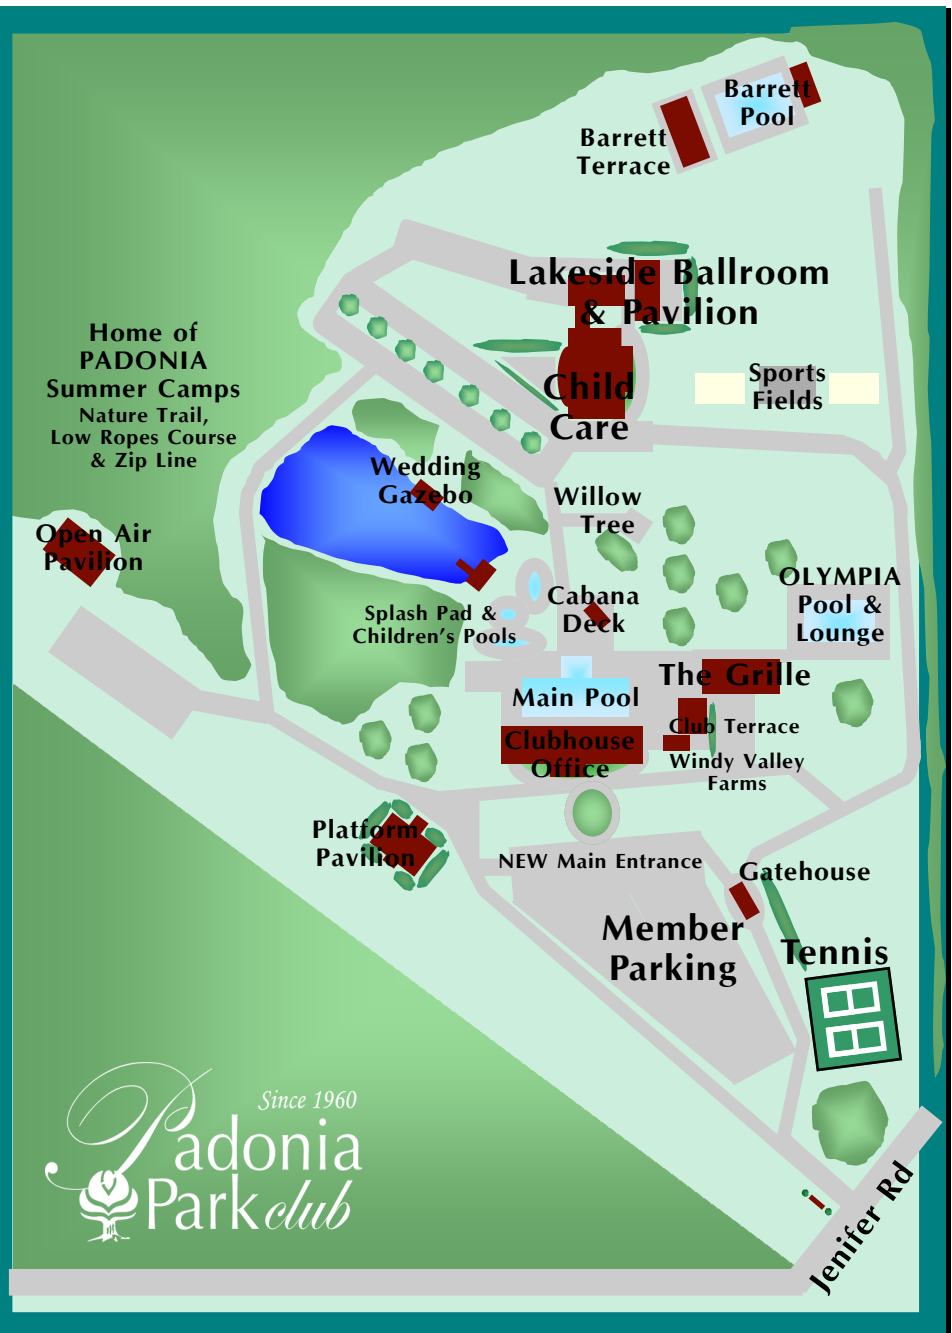 Barrett
Pool
Barrett
Terrace
Lakeside Ballroom
& Pavilion
Home of
PADONIA
Summer Camps
Nature Trail,
Low Ropes Course
& Zip Line
Child
Care
Sports
Fields
Wedding
Gazebo
Willow
Tree
Open Air
Pavilion
OLYMPIA
Pool &
Lounge
Splash Pad &
Children's Pools
Cabana
Deck
The Grille
Main Pool
Club Terrace
Clubhouse
Office
Windy Valley
Farms
Platform
Pavilion
NEW Main Entrance
Gatehouse
Member
Parking
Tennis
Since 1960
Padonia
Park club
Jenifer Rd